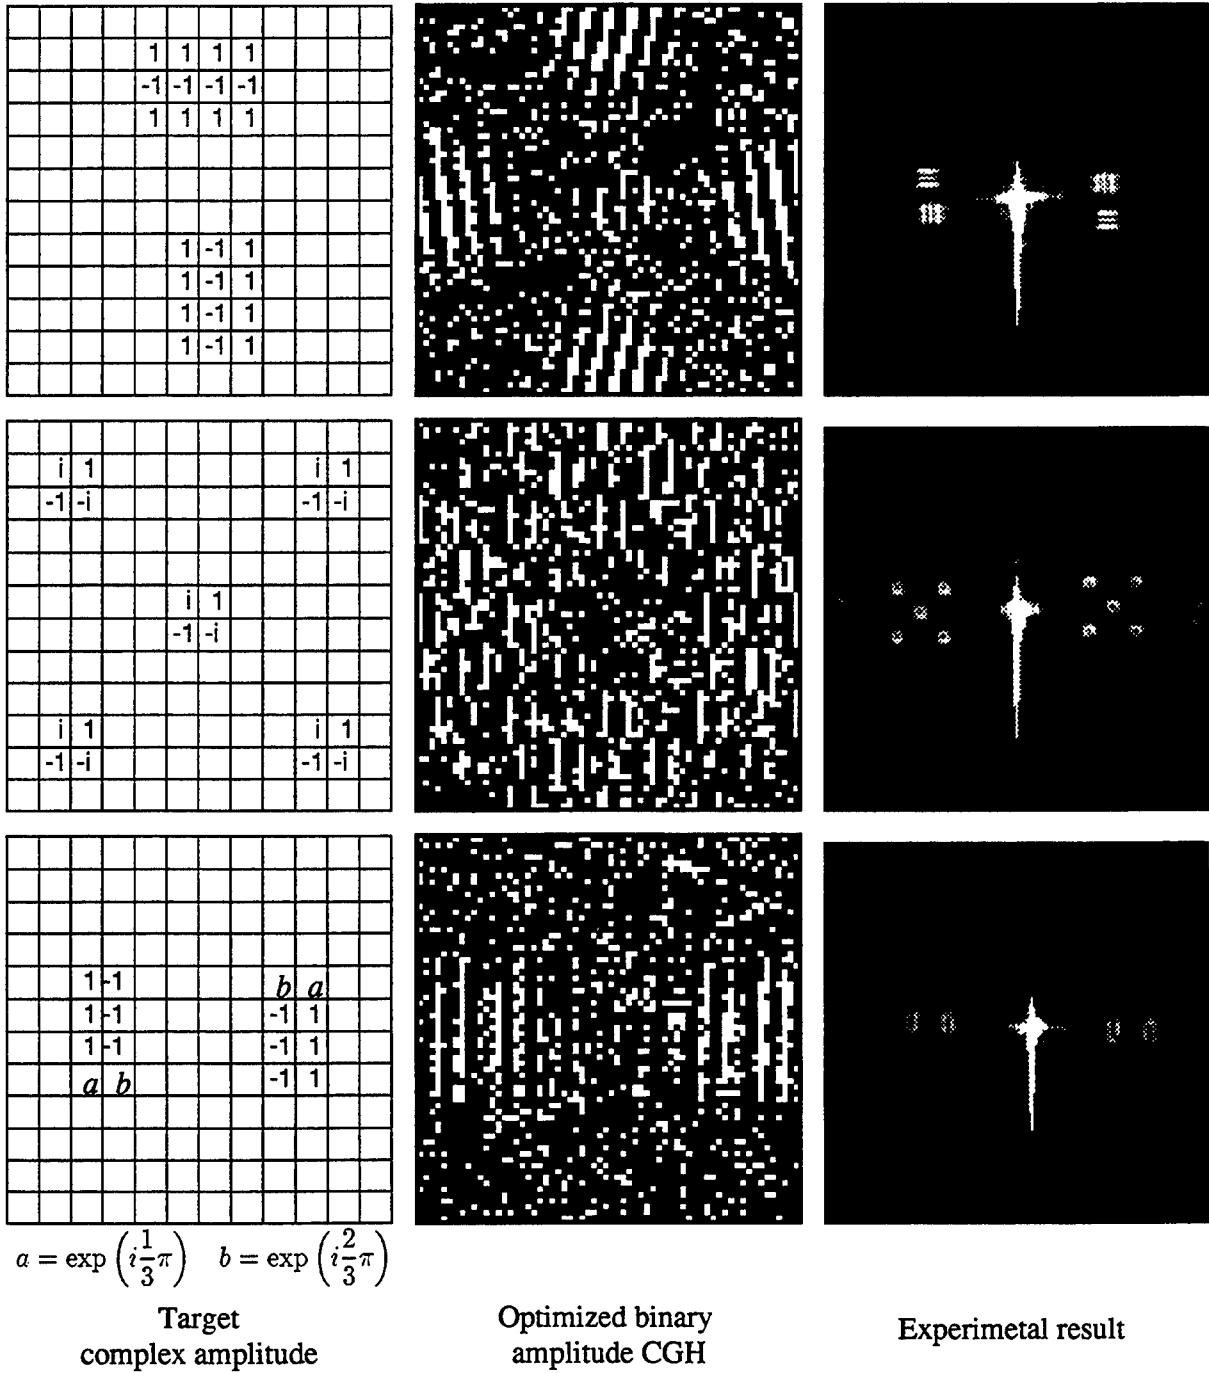 1 1 1 1
-1 -1 -1 -1
1 1 1 1
1 -1 1
1 -1 1
1 -1 1
1 -1 1
i 1 i 1
-1 -i -1 -i
i 1
-1 -i
i 1 i 1
-1 -i -1 -i
1 -1 b a
1 -1 -1 1
1 -1 -1 1
a b -1 1
a = exp (i 1/3 π) b = exp (i 2/3 π)
Target
complex amplitude
Optimized binary
amplitude CGH
Experimetal result